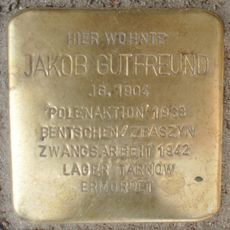 HIER WOHNTE
JAKOB GUTFREUND
JG. 1904
'POLENAKTION' 1938
BENTSCHEN/ZBASZYN
ZWANGSARBEIT 1942
LAGER TARNOW
ERMORDET